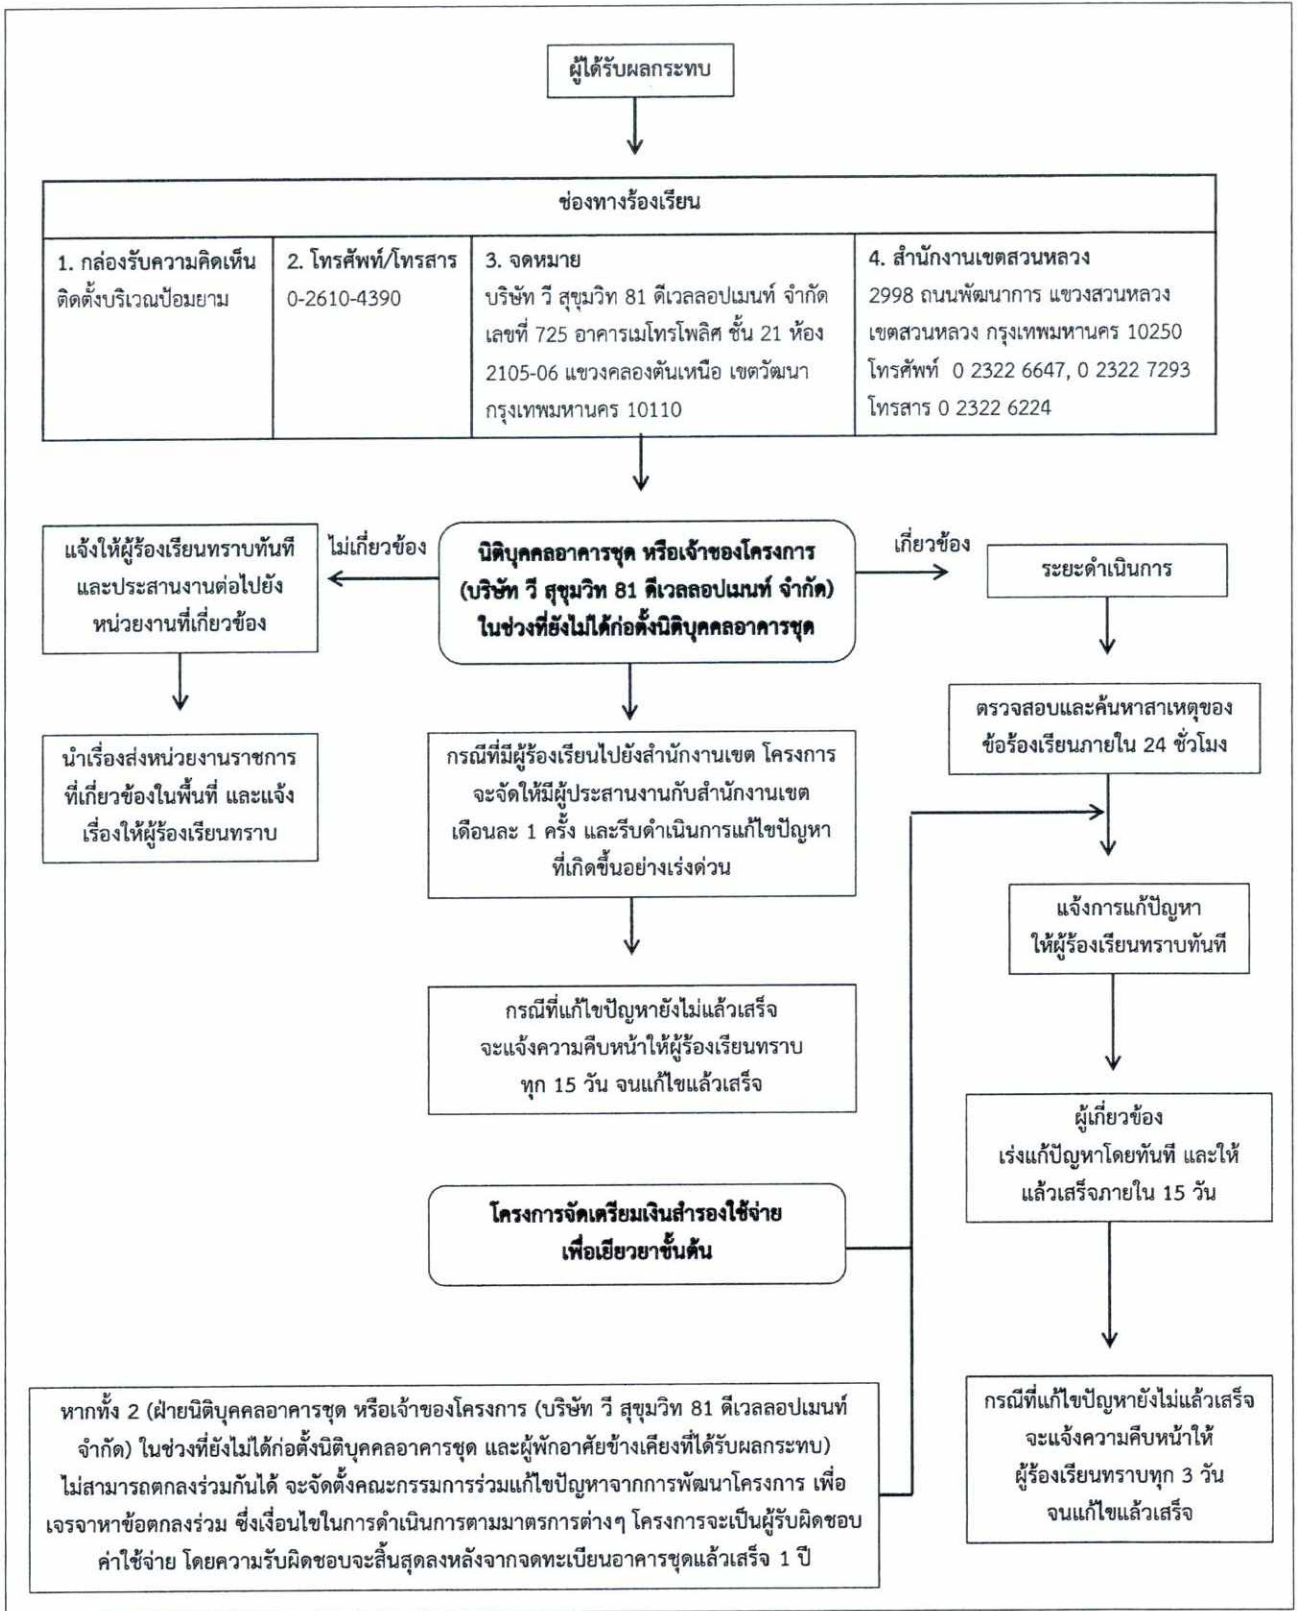 ผู้ได้รับผลกระทบ
ช่องทางร้องเรียน
1. กล่องรับความคิดเห็น
ติดตั้งบริเวณป้อมยาม
2. โทรศัพท์/โทรสาร
0-2610-4390
3. จดหมาย
บริษัท วี สุขุมวิท 81 ดีเวลลอปเมนท์ จำกัด
เลขที่ 725 อาคารเมโทรโพลิศ ชั้น 21 ห้อง
2105-06 แขวงคลองตันเหนือ เขตวัฒนา
กรุงเทพมหานคร 10110
4. สำนักงานเขตสวนหลวง
2998 ถนนพัฒนาการ แขวงสวนหลวง
เขตสวนหลวง กรุงเทพมหานคร 10250
โทรศัพท์ 0 2322 6647, 0 2322 7293
โทรสาร 0 2322 6224
แจ้งให้ผู้ร้องเรียนทราบทันที
และประสานงานต่อไปยัง
หน่วยงานที่เกี่ยวข้อง
ไม่เกี่ยวข้อง
นิติบุคคลอาคารชุด หรือเจ้าของโครงการ
(บริษัท วี สุขุมวิท 81 ดีเวลลอปเมนท์ จำกัด)
ในช่วงที่ยังไม่ได้ก่อตั้งนิติบุคคลอาคารชุด
เกี่ยวข้อง
ระยะดำเนินการ
นำเรื่องส่งหน่วยงานราชการ
ที่เกี่ยวข้องในพื้นที่ และแจ้ง
เรื่องให้ผู้ร้องเรียนทราบ
กรณีที่มีผู้ร้องเรียนไปยังสำนักงานเขต โครงการ
จะจัดให้มีผู้ประสานงานกับสำนักงานเขต
เดือนละ 1 ครั้ง และรีบดำเนินการแก้ไขปัญหา
ที่เกิดขึ้นอย่างเร่งด่วน
ตรวจสอบและค้นหาสาเหตุของ
ข้อร้องเรียนภายใน 24 ชั่วโมง
แจ้งการแก้ปัญหา
ให้ผู้ร้องเรียนทราบทันที
กรณีที่แก้ไขปัญหายังไม่แล้วเสร็จ
จะแจ้งความคืบหน้าให้ผู้ร้องเรียนทราบ
ทุก 15 วัน จนแก้ไขแล้วเสร็จ
ผู้เกี่ยวข้อง
เร่งแก้ปัญหาโดยทันที และให้
แล้วเสร็จภายใน 15 วัน
โครงการจัดเตรียมเงินสำรองใช้จ่าย
เพื่อเยียวยาขั้นต้น
หากทั้ง 2 (ฝ่ายนิติบุคคลอาคารชุด หรือเจ้าของโครงการ (บริษัท วี สุขุมวิท 81 ดีเวลลอปเมนท์
จำกัด) ในช่วงที่ยังไม่ได้ก่อตั้งนิติบุคคลอาคารชุด และผู้พักอาศัยข้างเคียงที่ได้รับผลกระทบ)
ไม่สามารถตกลงร่วมกันได้ จะจัดตั้งคณะกรรมการร่วมแก้ไขปัญหาจากการพัฒนาโครงการ เพื่อ
เจรจาหาข้อตกลงร่วม ซึ่งเงื่อนไขในการดำเนินการตามมาตรการต่างๆ โครงการจะเป็นผู้รับผิดชอบ
ค่าใช้จ่าย โดยความรับผิดชอบจะสิ้นสุดลงหลังจากจดทะเบียนอาคารชุดแล้วเสร็จ 1 ปี
กรณีที่แก้ไขปัญหายังไม่แล้วเสร็จ
จะแจ้งความคืบหน้าให้
ผู้ร้องเรียนทราบทุก 3 วัน
จนแก้ไขแล้วเสร็จ